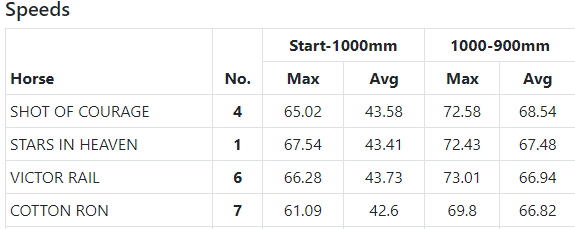 Speeds
Start-1000mm 1000-900mm
Horse No. Max Avg Max Avg
SHOT OF COURAGE 4 65.02 43.58 72.58 68.54
STARS IN HEAVEN 1 67.54 43.41 72.43 67.48
VICTOR RAIL 6 66.28 43.73 73.01 66.94
COTTON RON 7 61.09 42.6 69.8 66.82